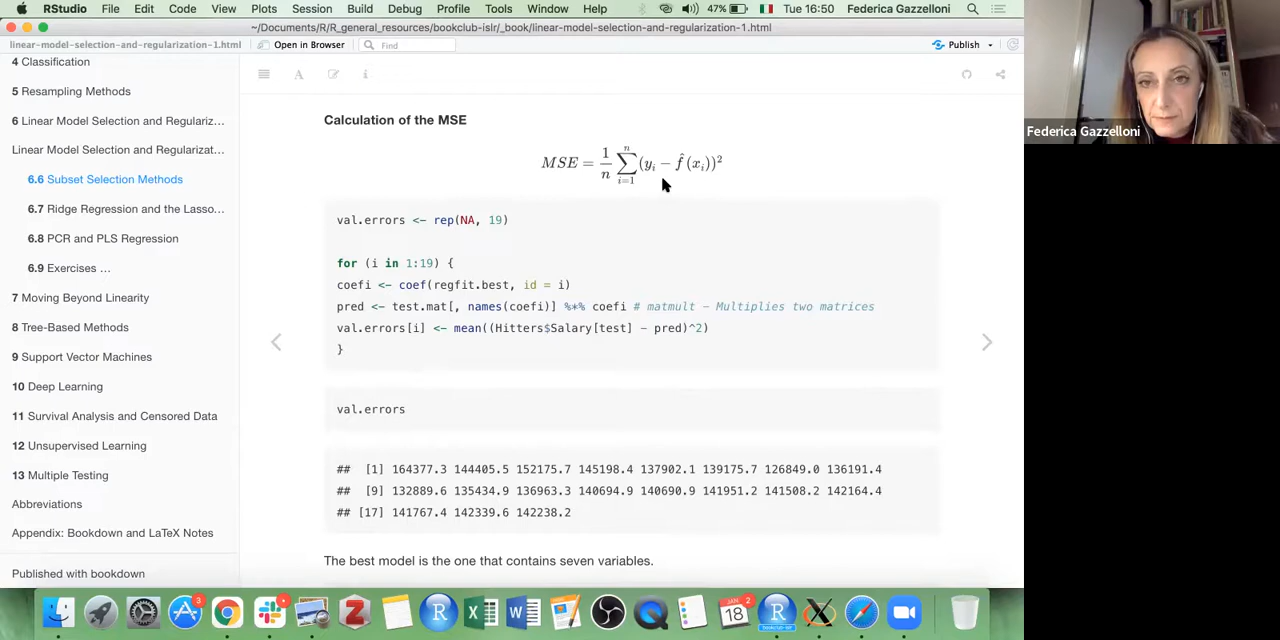 RStudio File Edit Code View Plots Session Build Debug Profile Tools Window Help 47% Tue 16:50 Federica Gazzelloni
~/Documents/R/R_general_resources/bookclub-islr/_book/linear-model-selection-and-regularization-1.html
linear-model-selection-and-regularization-1.html Open in Browser Find Publish
4 Classification
5 Resampling Methods
6 Linear Model Selection and Regulariz...
Linear Model Selection and Regularizat...
6.6 Subset Selection Methods
6.7 Ridge Regression and the Lasso...
6.8 PCR and PLS Regression
6.9 Exercises ...
7 Moving Beyond Linearity
8 Tree-Based Methods
9 Support Vector Machines
10 Deep Learning
11 Survival Analysis and Censored Data
12 Unsupervised Learning
13 Multiple Testing
Abbreviations
Appendix: Bookdown and LaTeX Notes
Published with bookdown
A i
Calculation of the MSE
MSE = 1/n ∑_{i=1}^{n} (y_i − f̂(x_i))^2
val.errors <- rep(NA, 19)
for (i in 1:19) {
coefi <- coef(regfit.best, id = i)
pred <- test.mat[, names(coefi)] %*% coefi # matmult - Multiplies two matrices
val.errors[i] <- mean((Hitters$Salary[test] - pred)^2)
}
val.errors
## [1] 164377.3 144405.5 152175.7 145198.4 137902.1 139175.7 126849.0 136191.4
## [9] 132889.6 135434.9 136963.3 140694.9 140690.9 141951.2 141508.2 142164.4
## [17] 141767.4 142339.6 142238.2
The best model is the one that contains seven variables.
Federica Gazzelloni
3 Z R X W JAN 18 2 R X